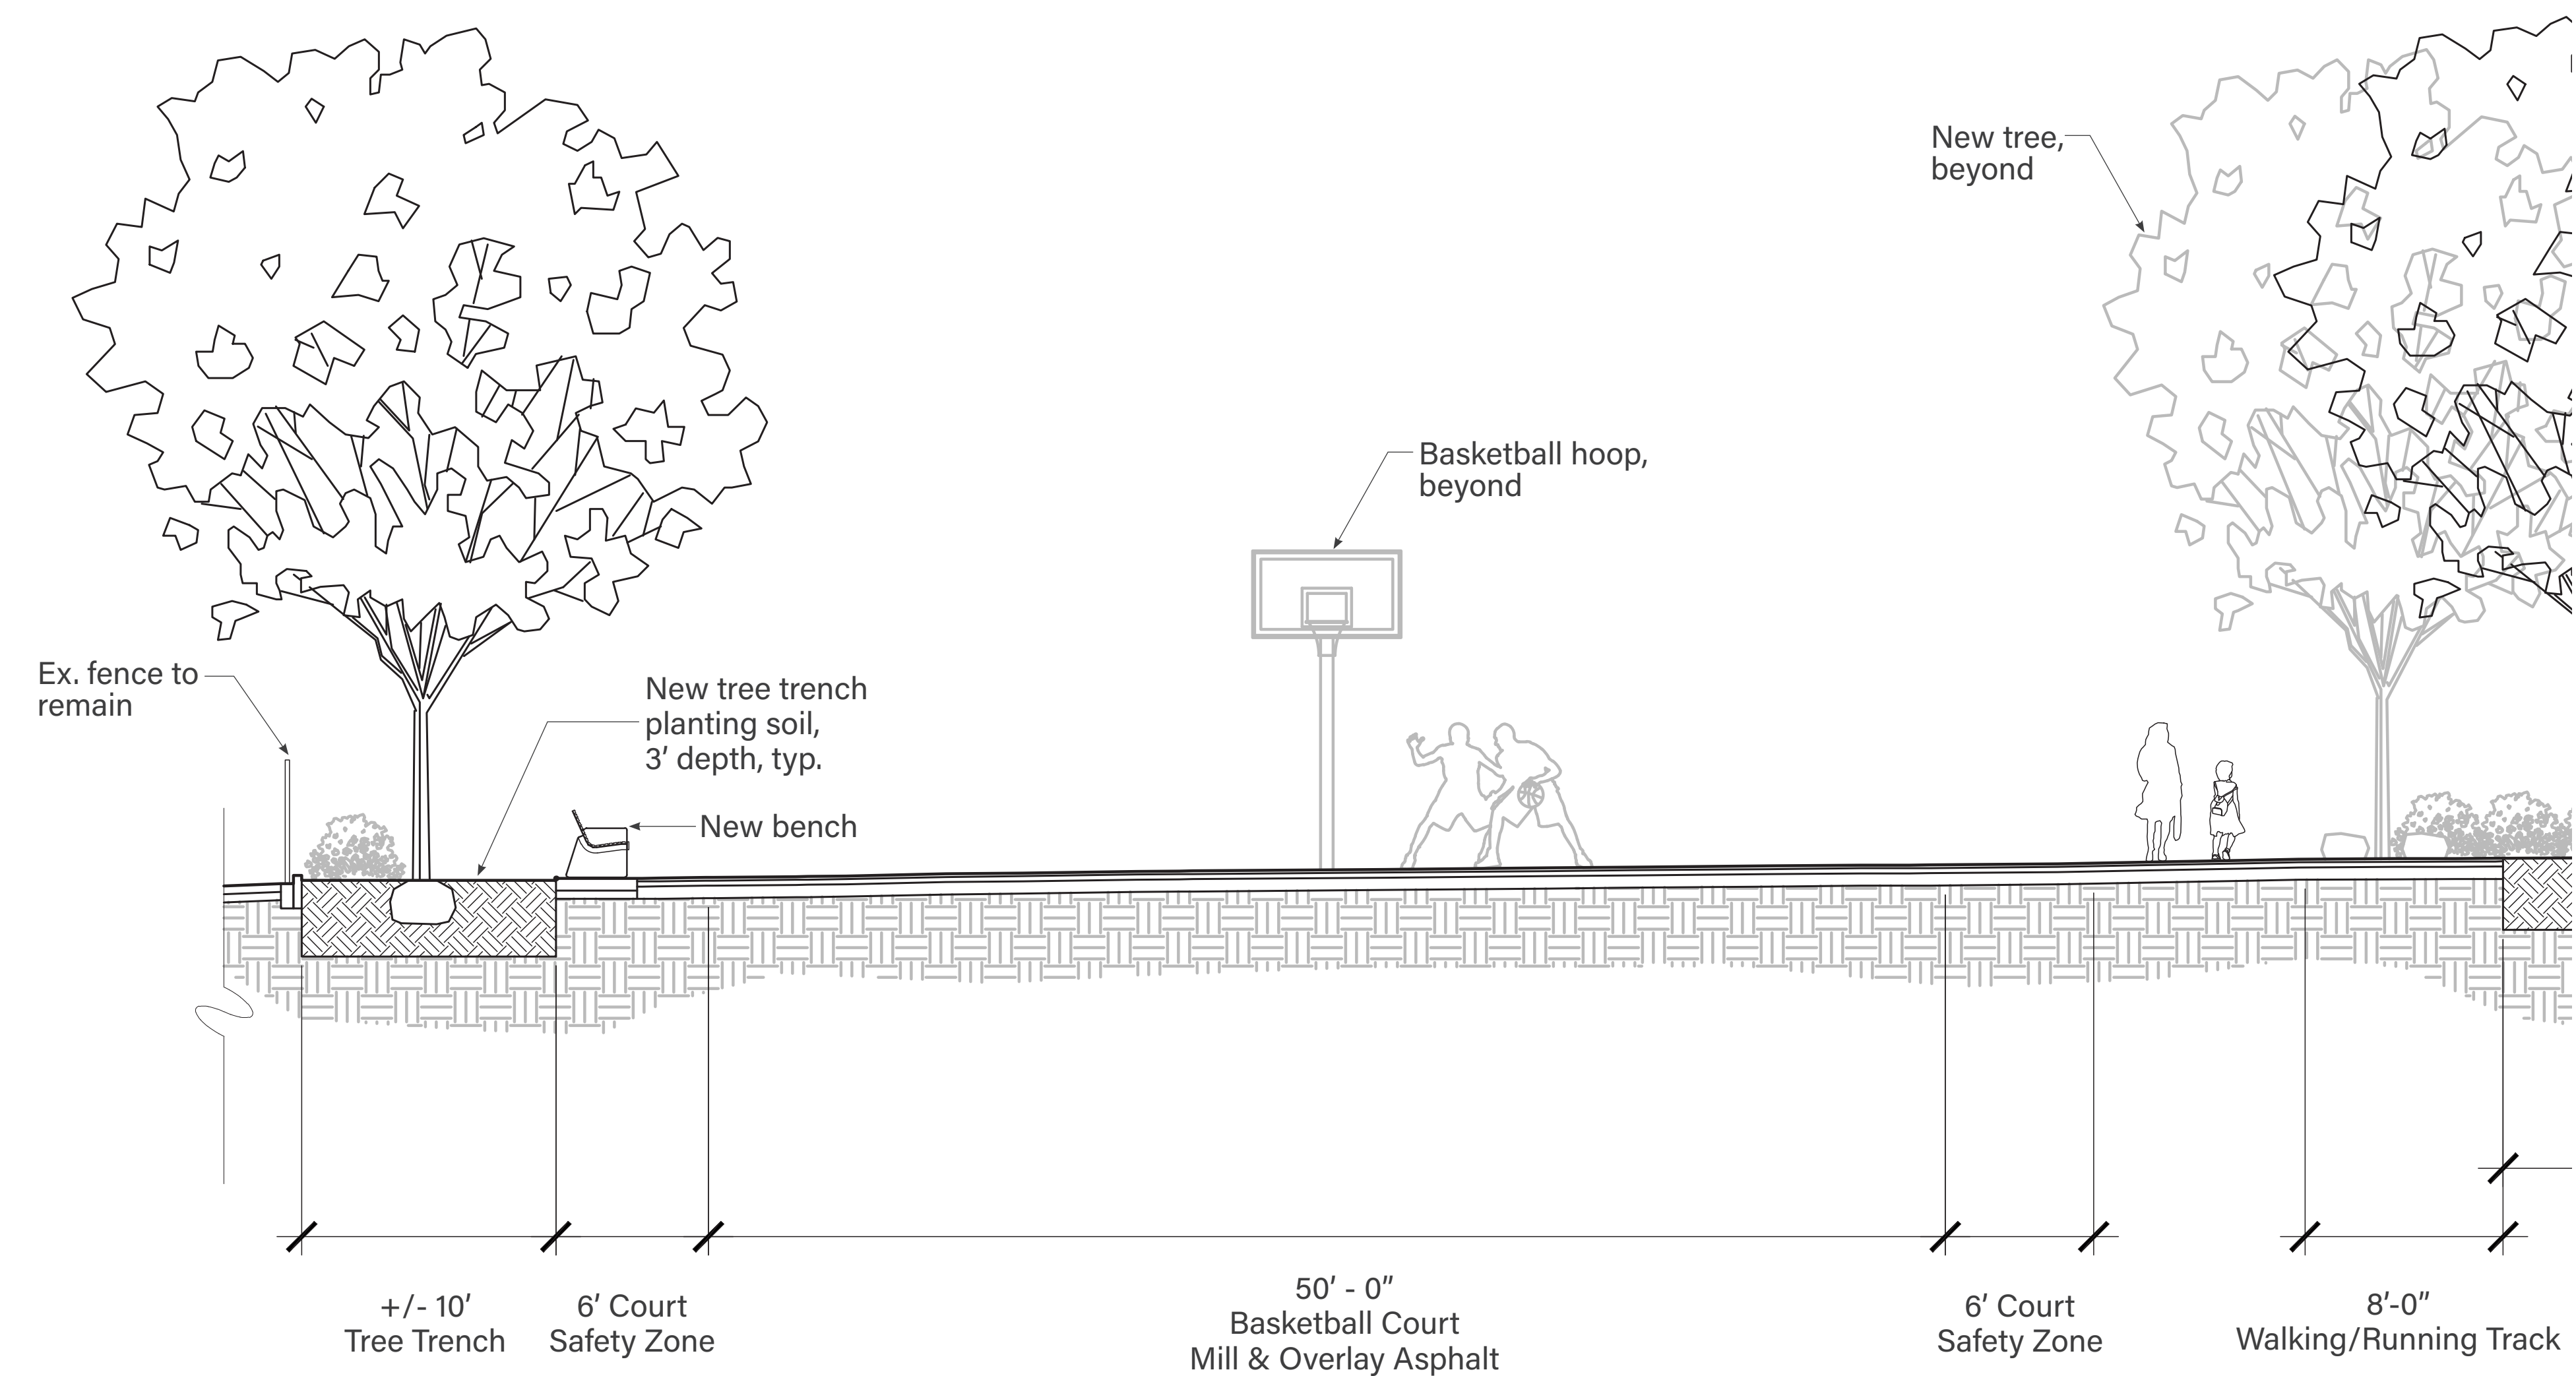 New tree,
beyond
Basketball hoop,
beyond
Ex. fence to
remain
New tree trench
planting soil,
3’ depth, typ.
New bench
+/- 10’
Tree Trench
6’ Court
Safety Zone
50’ - 0”
Basketball Court
Mill & Overlay Asphalt
6’ Court
Safety Zone
8’-0”
Walking/Running Track